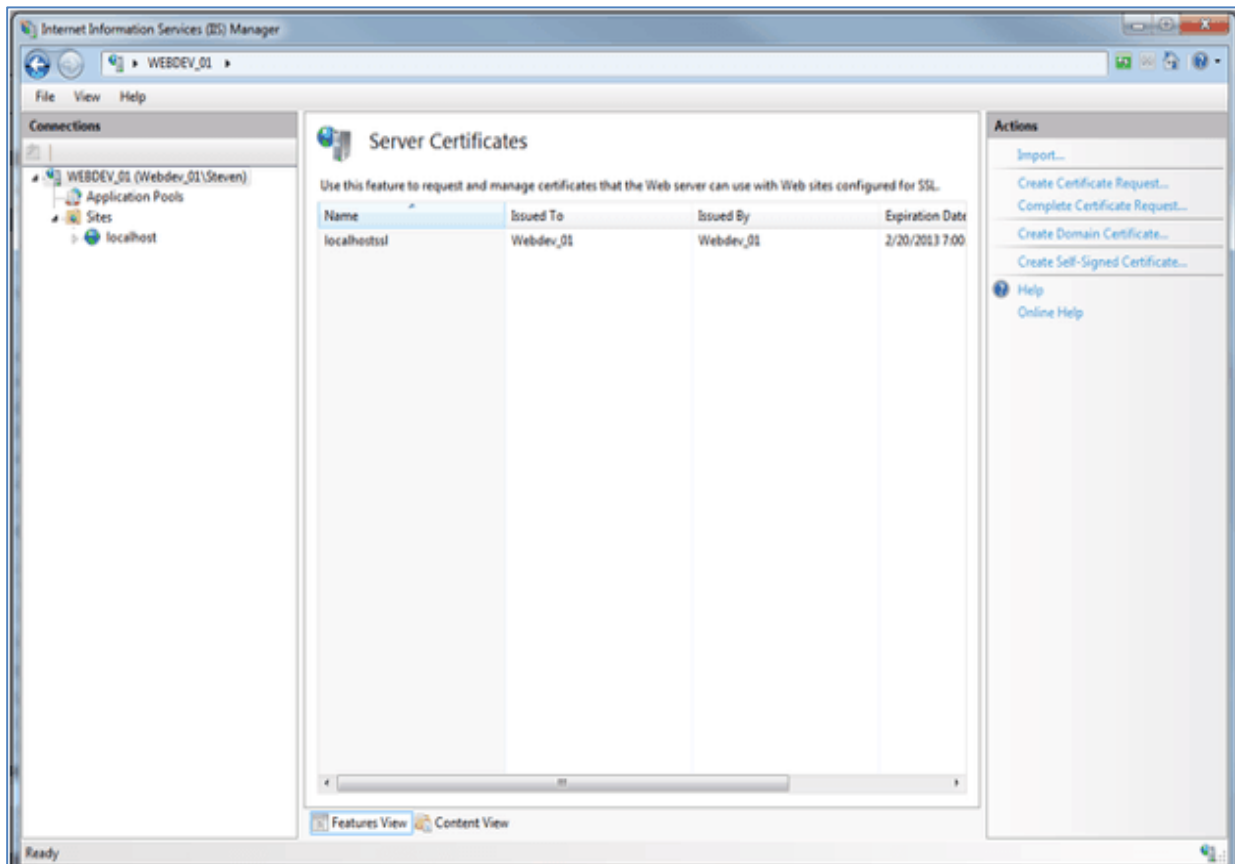 Internet Information Services (IIS) Manager
WEBDEV_01
File View Help
Connections
WEBDEV_01 (Webdev_01\Steven)
Application Pools
Sites
localhost
Server Certificates
Use this feature to request and manage certificates that the Web server can use with Web sites configured for SSL.
Name Issued To Issued By Expiration Date
localhostssl Webdev_01 Webdev_01 2/20/2013 7:00
Features View Content View
Actions
Import...
Create Certificate Request...
Complete Certificate Request...
Create Domain Certificate...
Create Self-Signed Certificate...
Help
Online Help
Ready